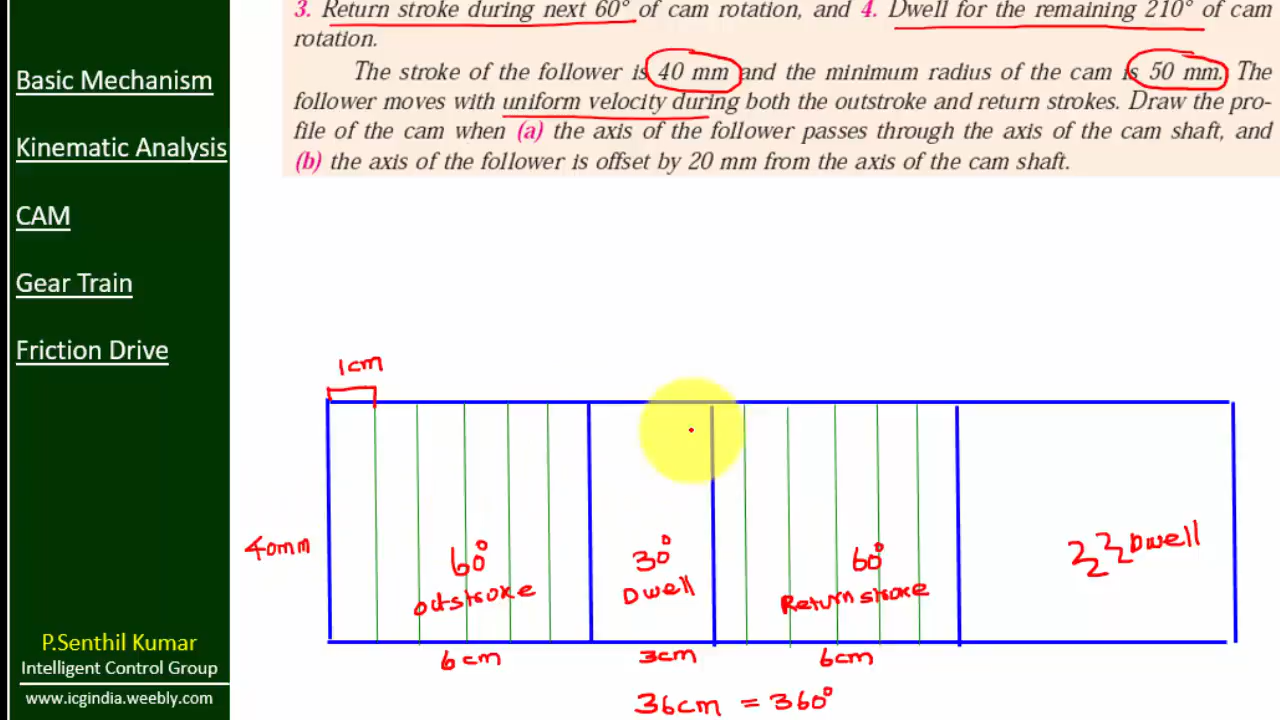 3. Return stroke during next 60° of cam rotation, and 4. Dwell for the remaining 210° of cam
rotation.
The stroke of the follower is 40 mm and the minimum radius of the cam is 50 mm. The
follower moves with uniform velocity during both the outstroke and return strokes. Draw the pro-
file of the cam when (a) the axis of the follower passes through the axis of the cam shaft, and
(b) the axis of the follower is offset by 20 mm from the axis of the cam shaft.
Basic Mechanism
Kinematic Analysis
CAM
Gear Train
Friction Drive
P.Senthil Kumar
Intelligent Control Group
www.icgindia.weebly.com
1cm
40mm
60°
outstroke
30°
Dwell
60°
Return stroke
Dwell
6cm
3cm
6cm
36cm = 360°